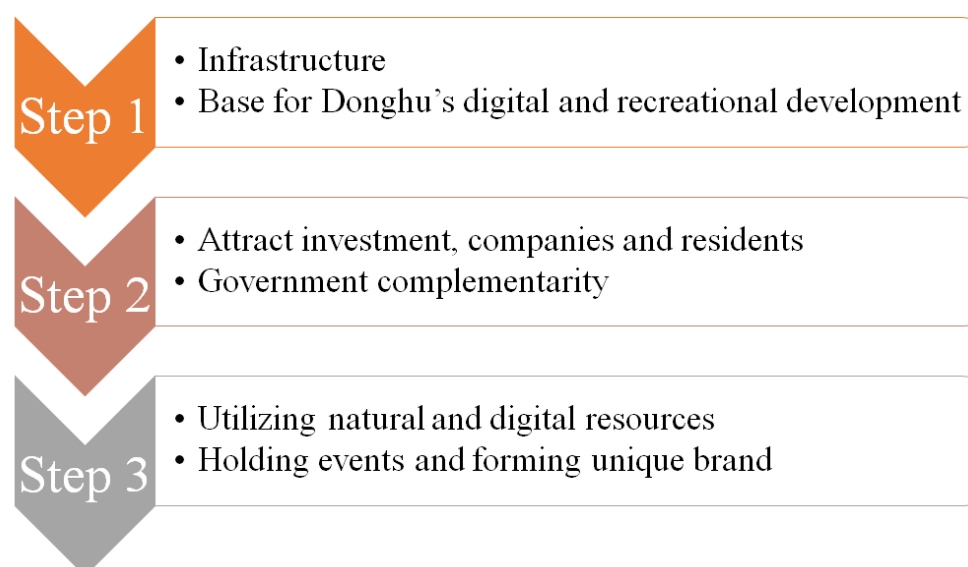 Step 1
• Infrastructure
• Base for Donghu’s digital and recreational development
Step 2
• Attract investment, companies and residents
• Government complementarity
Step 3
• Utilizing natural and digital resources
• Holding events and forming unique brand